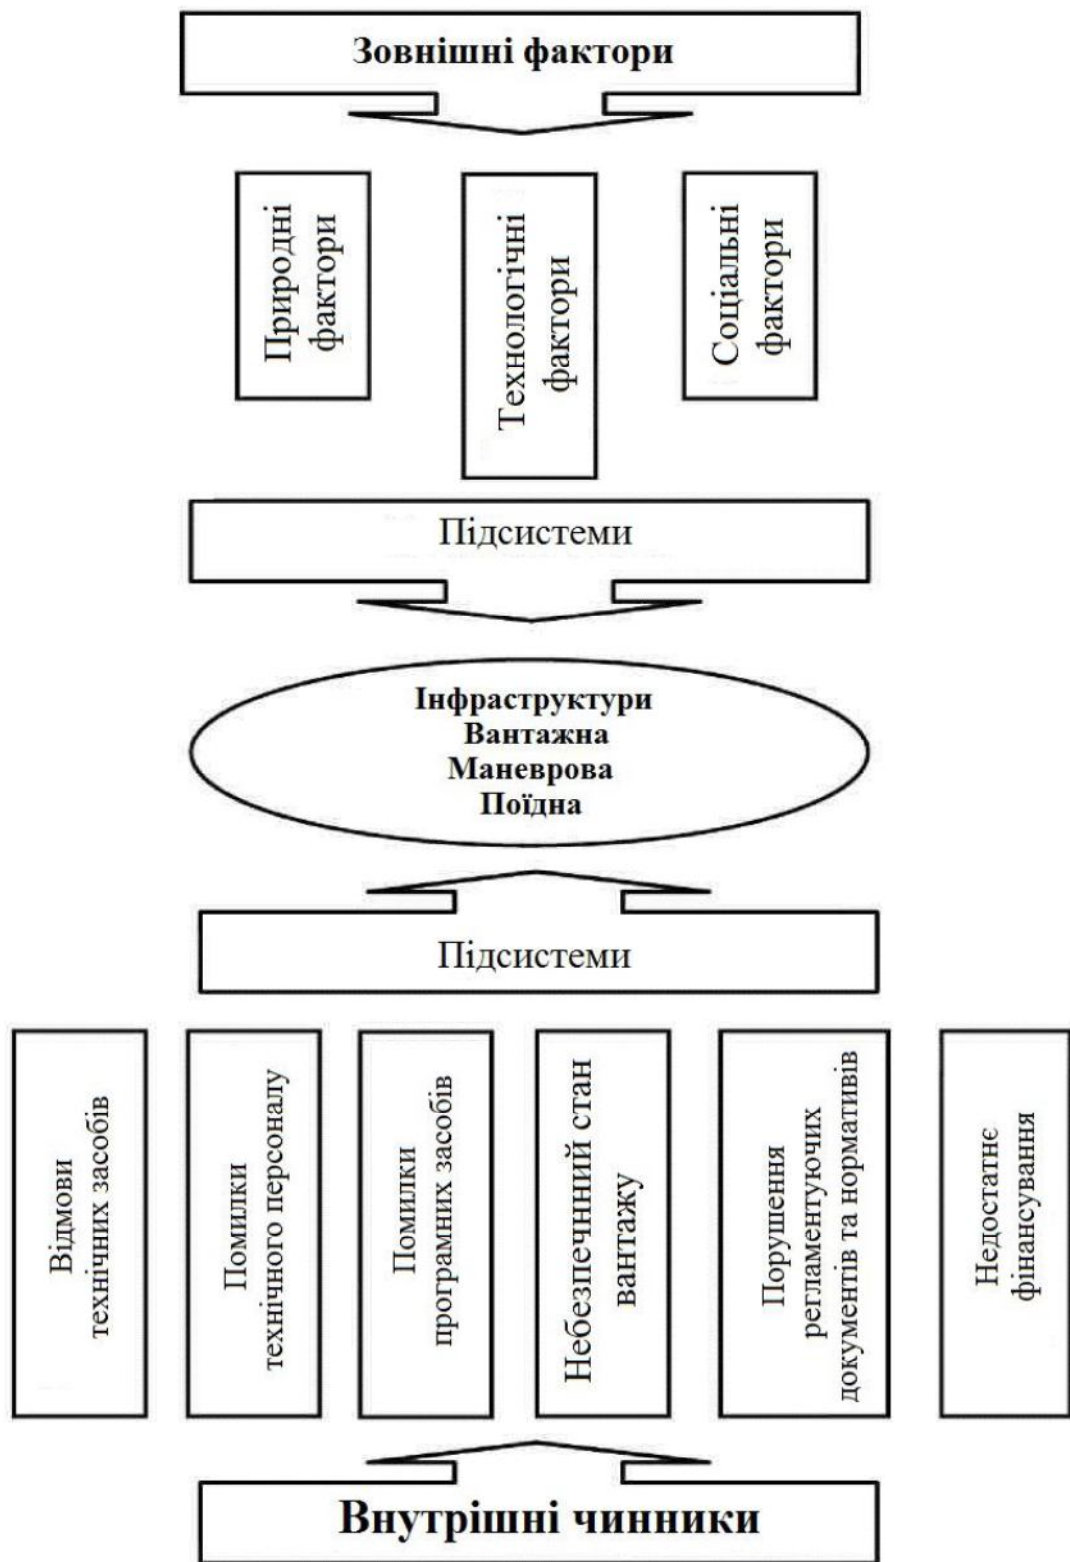 Зовнішні фактори
Природні
фактори
Технологічні
фактори
Соціальні
фактори
Підсистеми
Інфраструктури
Вантажна
Маневрова
Поїдна
Підсистеми
Відмови
технічних засобів
Помилки
технічного персоналу
Помилки
програмних засобів
Небезпечний стан
вантажу
Порушення
регламентуючих
документів та нормативів
Недостатнє
фінансування
Внутрішні чинники